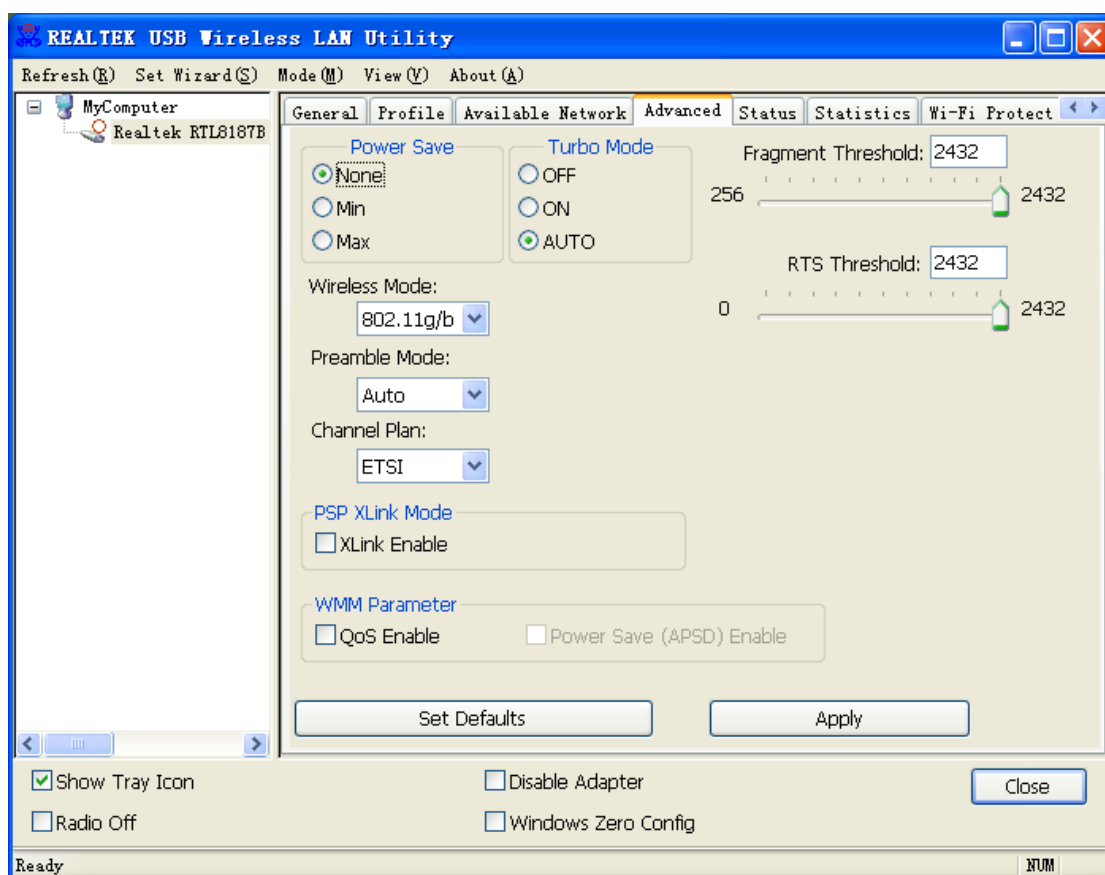 REALTEK USB Wireless LAN Utility
Refresh(R) Set Wizard(S) Mode(M) View(V) About(A)
MyComputer
Realtek RTL8187B
General Profile Available Network Advanced Status Statistics Wi-Fi Protect
Power Save
None
Min
Max
Turbo Mode
OFF
ON
AUTO
Fragment Threshold: 2432
256 2432
RTS Threshold: 2432
0 2432
Wireless Mode:
802.11g/b
Preamble Mode:
Auto
Channel Plan:
ETSI
PSP XLink Mode
XLink Enable
WMM Parameter
QoS Enable Power Save (APSD) Enable
Set Defaults Apply
Show Tray Icon Disable Adapter Close
Radio Off Windows Zero Config
Ready NUM